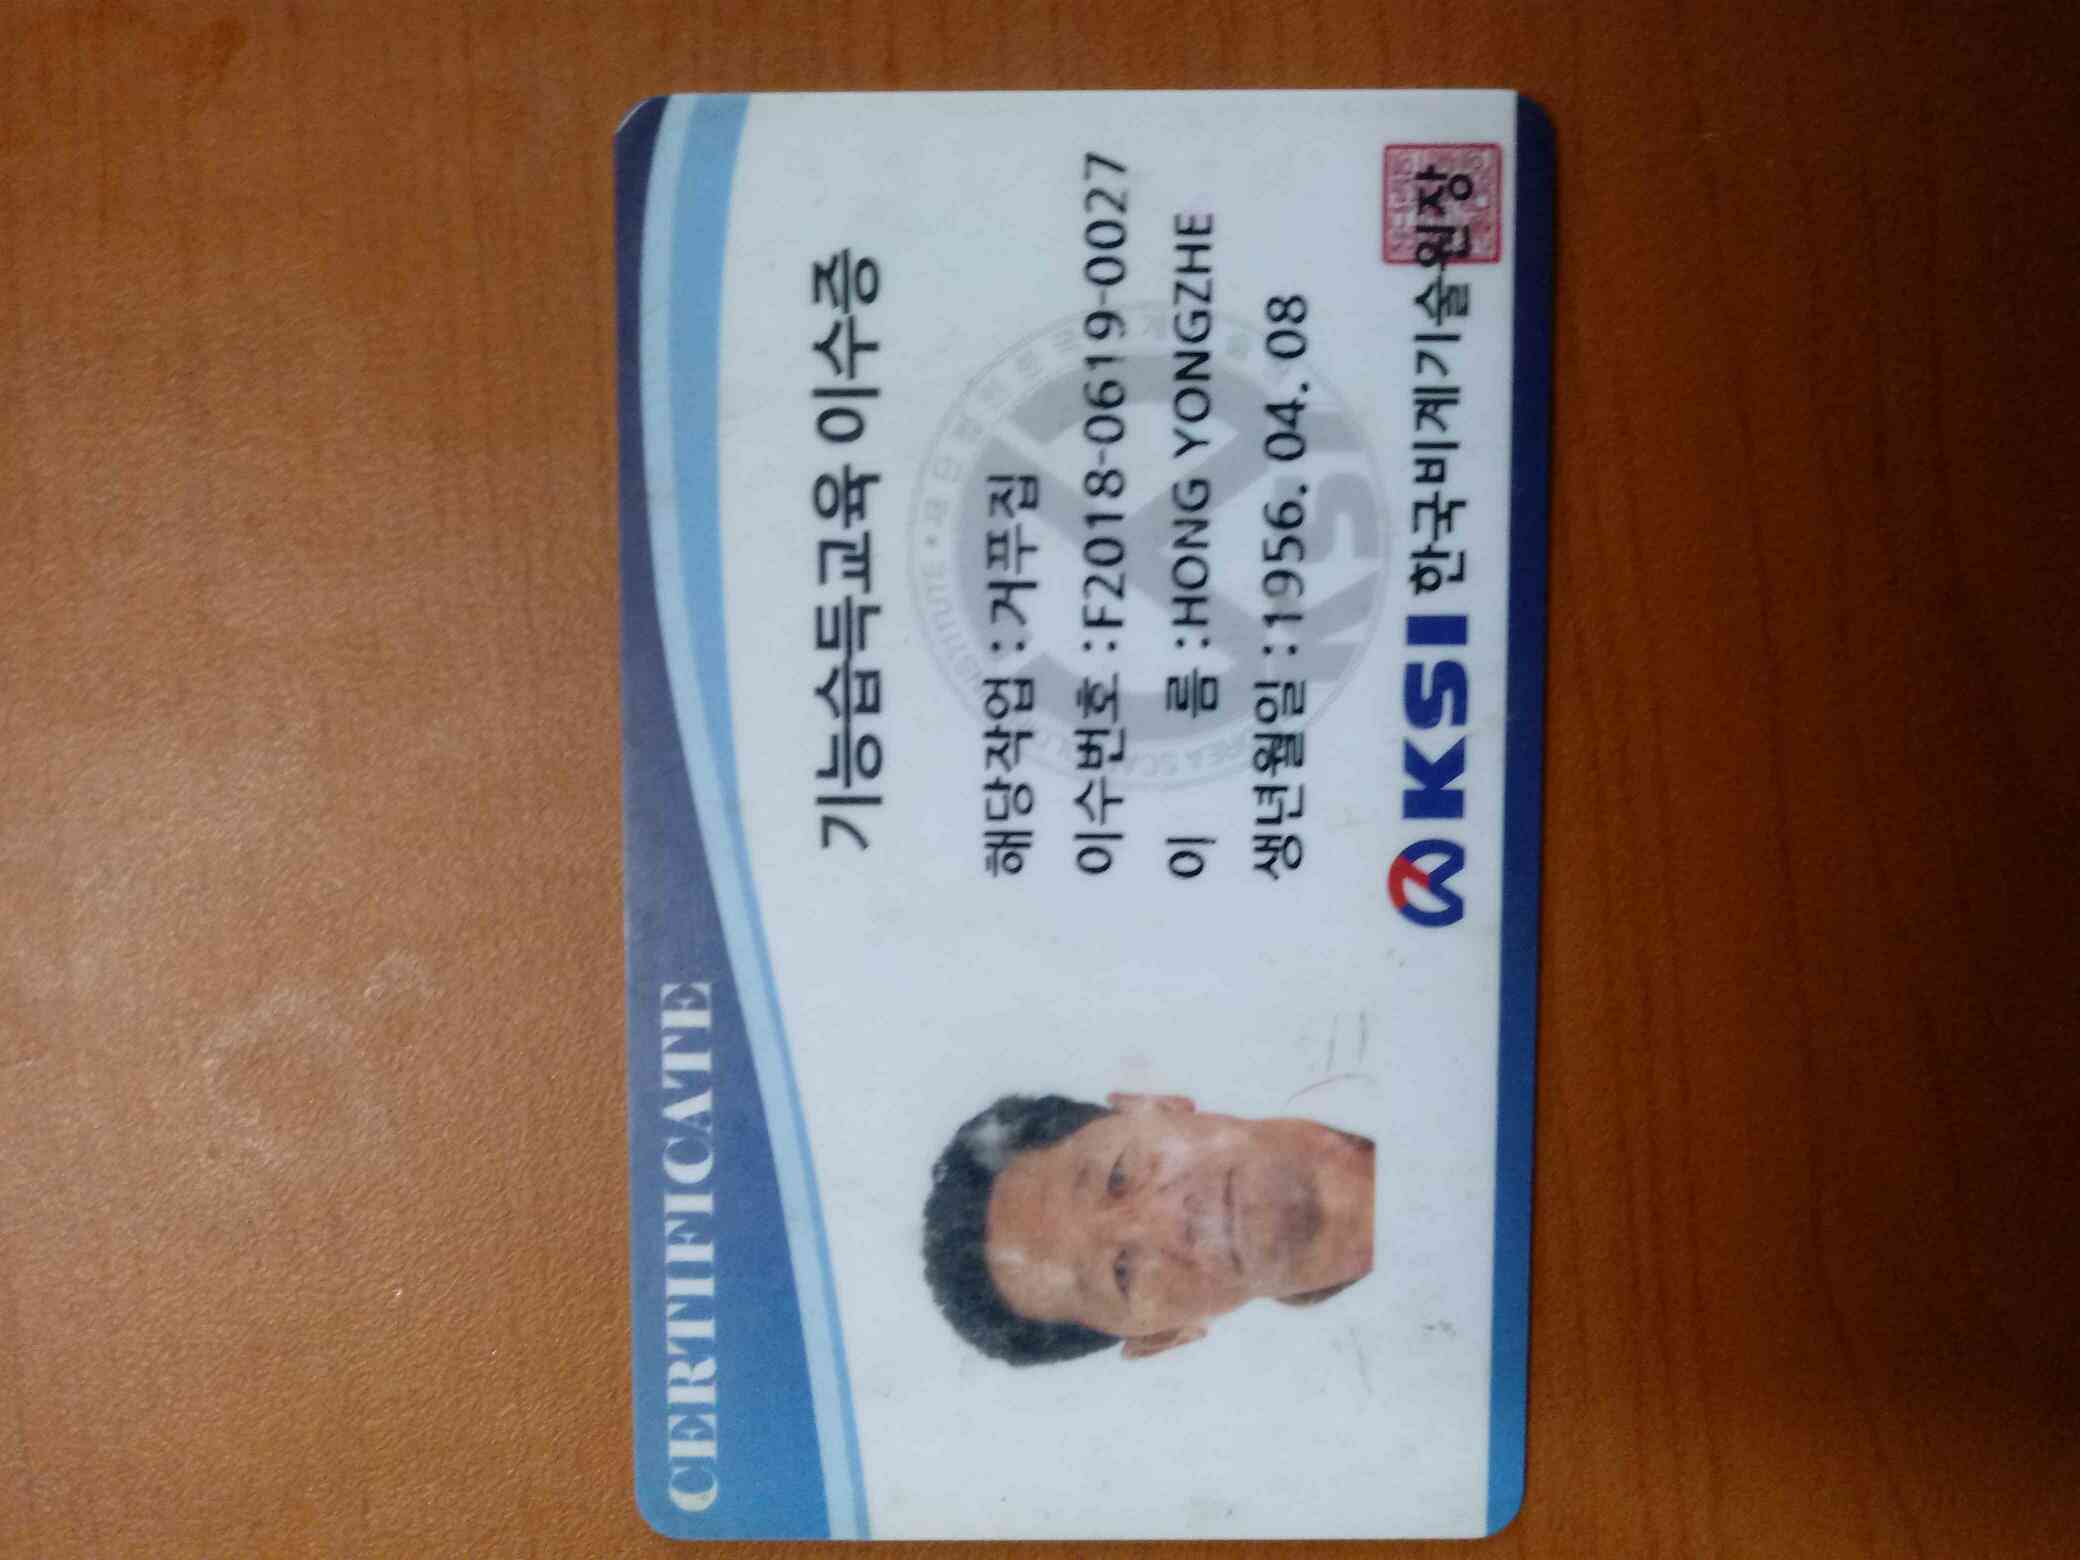 CERTIFICATE
기능습득교육 이수증
해당작업 :거푸집
이수번호 :F2018-0619-0027
이 름 :HONG YONGZHE
생년월일 :1956. 04. 08
KSI 한국비계기술원장